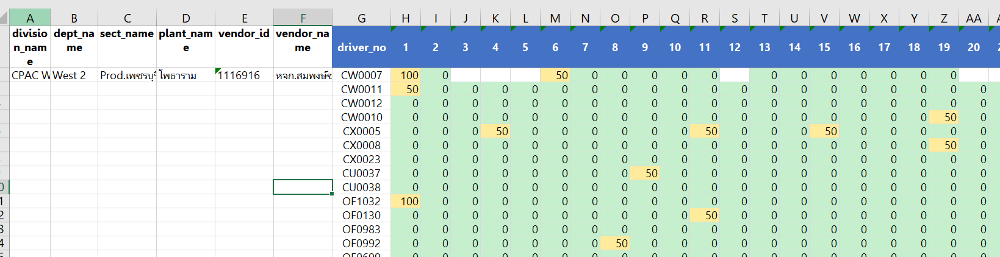 A B C D E F G H I J K L M N O P Q R S T U V W X Y Z AA
division_name dept_name sect_name plant_name vendor_id vendor_name driver_no 1 2 3 4 5 6 7 8 9 10 11 12 13 14 15 16 17 18 19 20
CPAC W West 2 Prod.เพชรบุรี โพธาราม 1116916 หจก.สมพงษ์ข CW0007 100 0 50 0 0 0 0 0 0 0 0 0 0 0 0
CW0011 50 0 0 0 0 0 0 0 0 0 0 0 0 0 0 0 0 0 0 0
CW0012 0 0 0 0 0 0 0 0 0 0 0 0 0 0 0 0 0 0 0 0
CW0010 0 0 0 0 0 0 0 0 0 0 0 0 0 0 0 0 0 0 50 0
CX0005 0 0 0 50 0 0 0 0 0 0 50 0 0 0 50 0 0 0 0 0
CX0008 0 0 0 0 0 0 0 0 0 0 0 0 0 0 0 0 0 0 50 0
CX0023 0 0 0 0 0 0 0 0 0 0 0 0 0 0 0 0 0 0 0 0
CU0037 0 0 0 0 0 0 0 0 50 0 0 0 0 0 0 0 0 0 0 0
0 CU0038 0 0 0 0 0 0 0 0 0 0 0 0 0 0 0 0 0 0 0 0
1 OF1032 100 0 0 0 0 0 0 0 0 0 0 0 0 0 0 0 0 0 0 0
2 OF0130 0 0 0 0 0 0 0 0 0 0 50 0 0 0 0 0 0 0 0 0
3 OF0983 0 0 0 0 0 0 0 0 0 0 0 0 0 0 0 0 0 0 0 0
4 OF0992 0 0 0 0 0 0 0 50 0 0 0 0 0 0 0 0 0 0 0 0